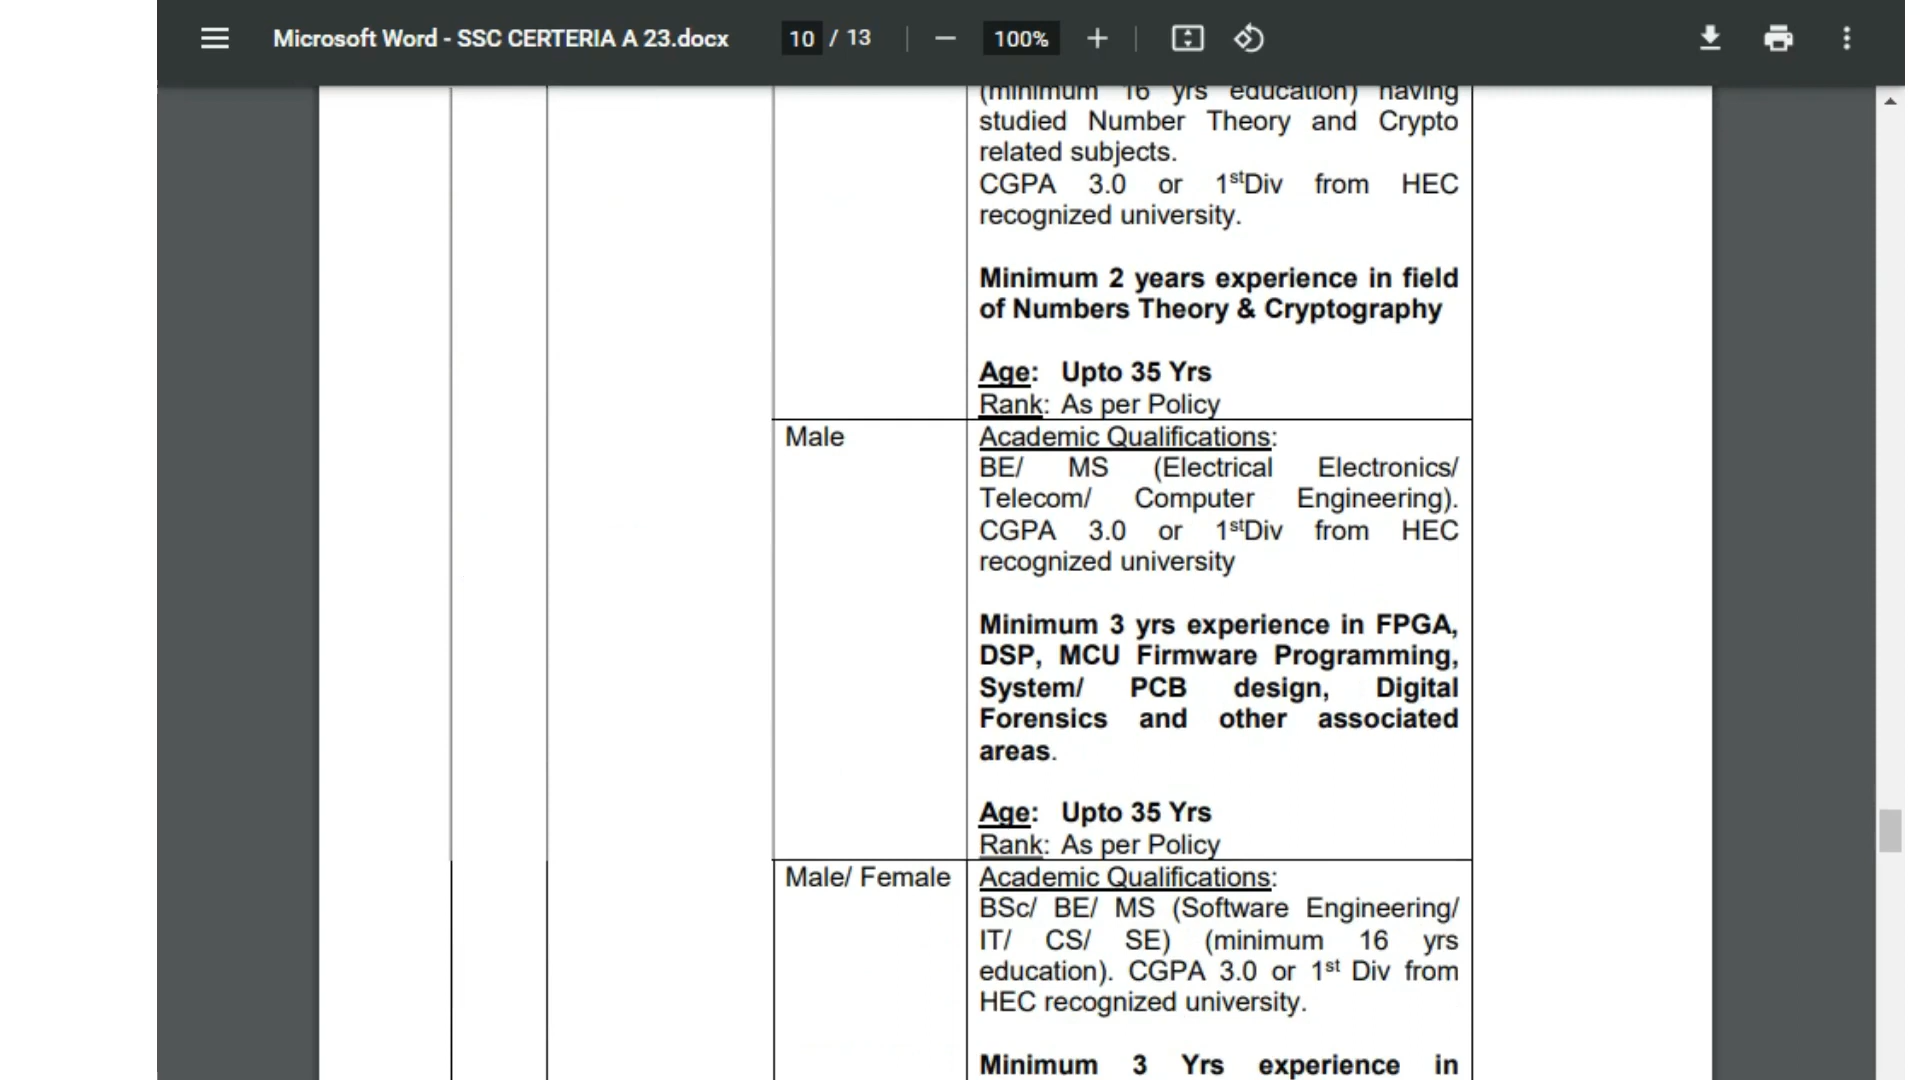 Microsoft Word - SSC CERTERIA A 23.docx 10 / 13 100%
(minimum 16 yrs education) having
studied Number Theory and Crypto
related subjects.
CGPA 3.0 or 1stDiv from HEC
recognized university.
Minimum 2 years experience in field
of Numbers Theory & Cryptography
Age: Upto 35 Yrs
Rank: As per Policy
Male
Academic Qualifications:
BE/ MS (Electrical Electronics/
Telecom/ Computer Engineering).
CGPA 3.0 or 1stDiv from HEC
recognized university
Minimum 3 yrs experience in FPGA,
DSP, MCU Firmware Programming,
System/ PCB design, Digital
Forensics and other associated
areas.
Age: Upto 35 Yrs
Rank: As per Policy
Male/ Female
Academic Qualifications:
BSc/ BE/ MS (Software Engineering/
IT/ CS/ SE) (minimum 16 yrs
education). CGPA 3.0 or 1st Div from
HEC recognized university.
Minimum 3 Yrs experience in